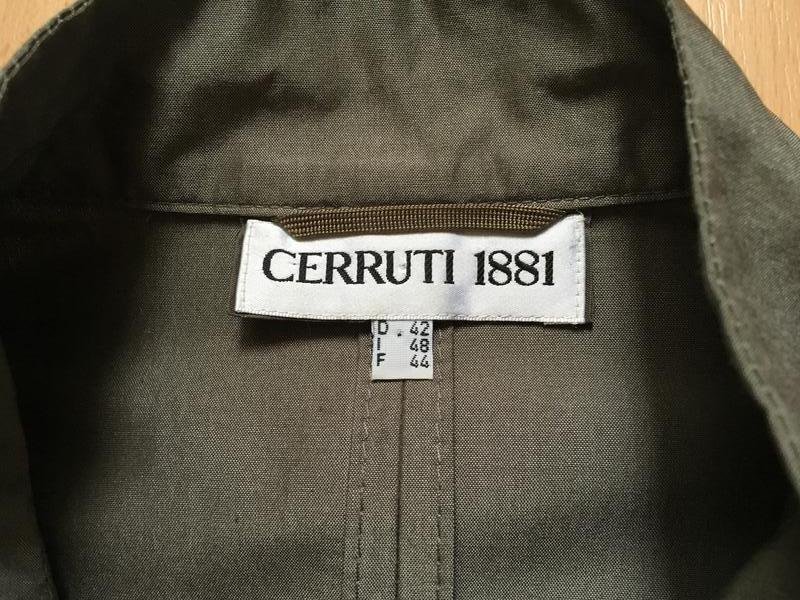 CERRUTI 1881
D . 42
I 48
F 44